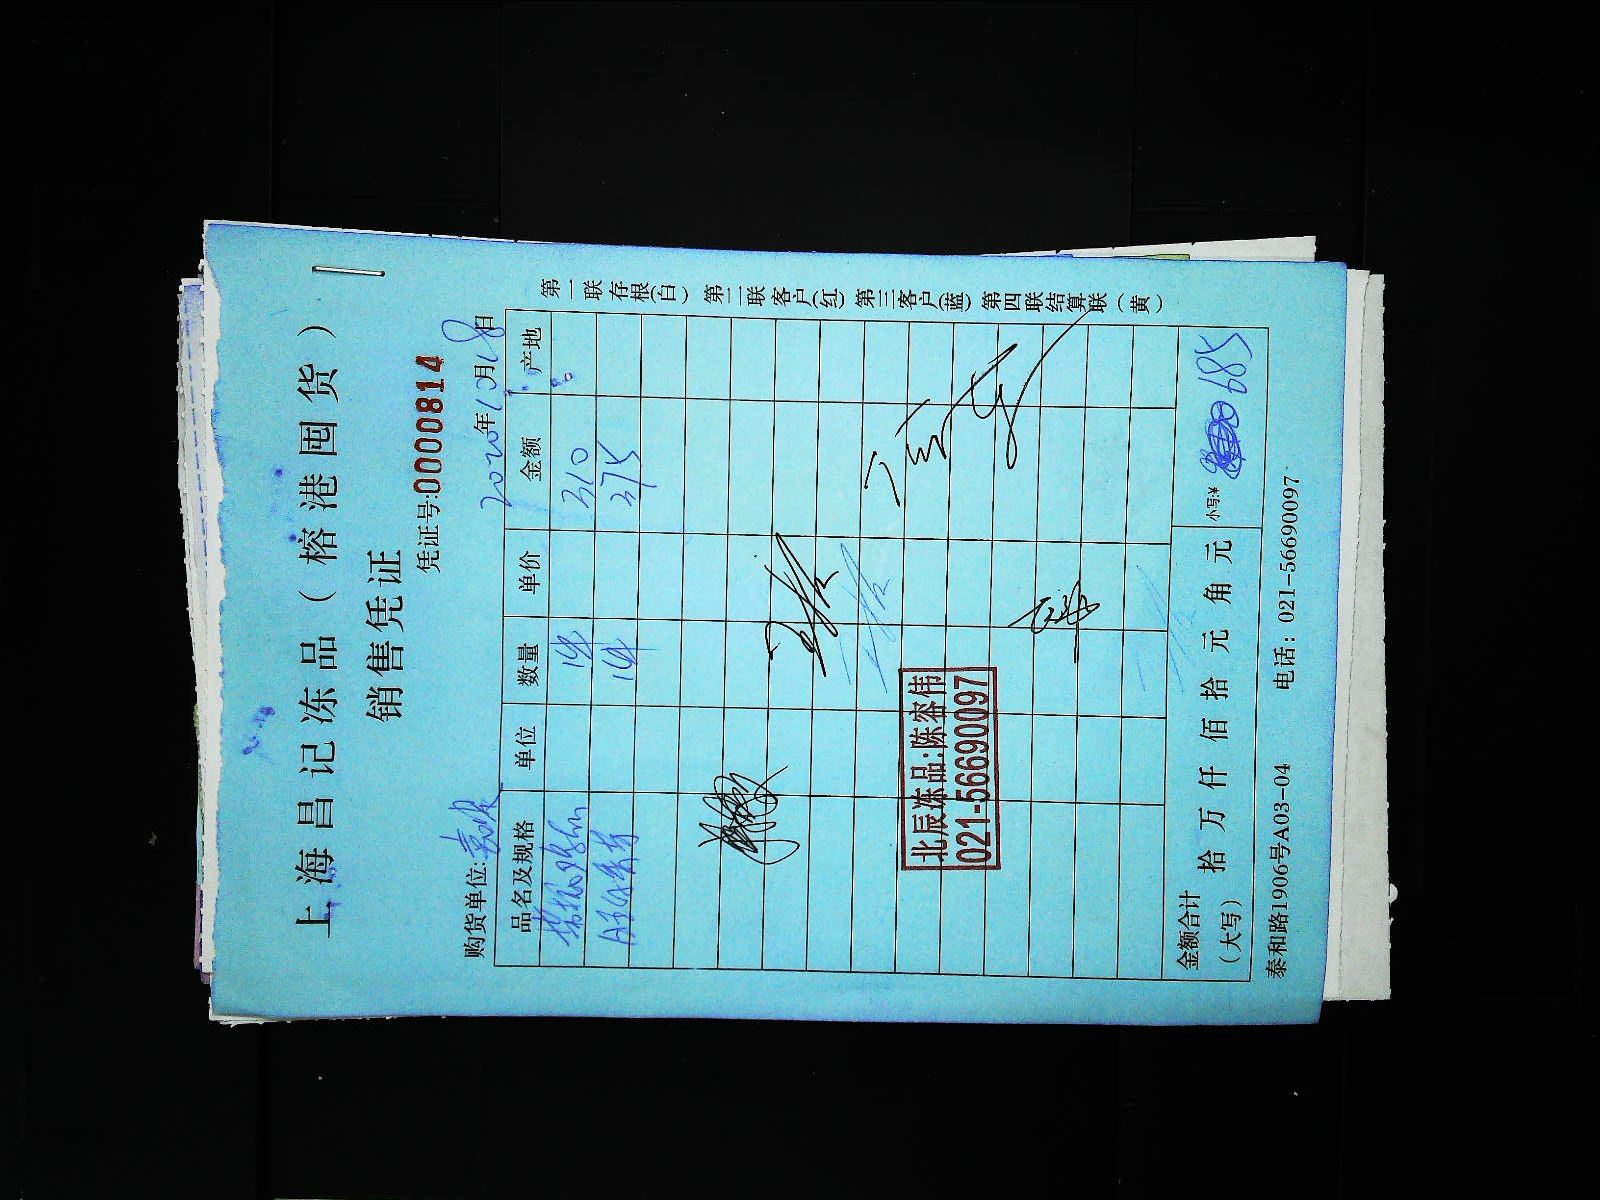 上海昌记冻品（榕港囤货）
销售凭证
凭证号:0000814
购货单位: 2020年10月18日
品名及规格 单位 数量 单价 金额 产地
1件 310
1件 375
北辰冻品:陈容伟
021-56690097
金额合计（大写） 拾 万 仟 佰 拾 元 角 元 小写:¥ 685
泰和路1906号A03-04 电话: 021-56690097
第一联存根(白) 第二联客户(红) 第三客户(蓝) 第四联结算联(黄)